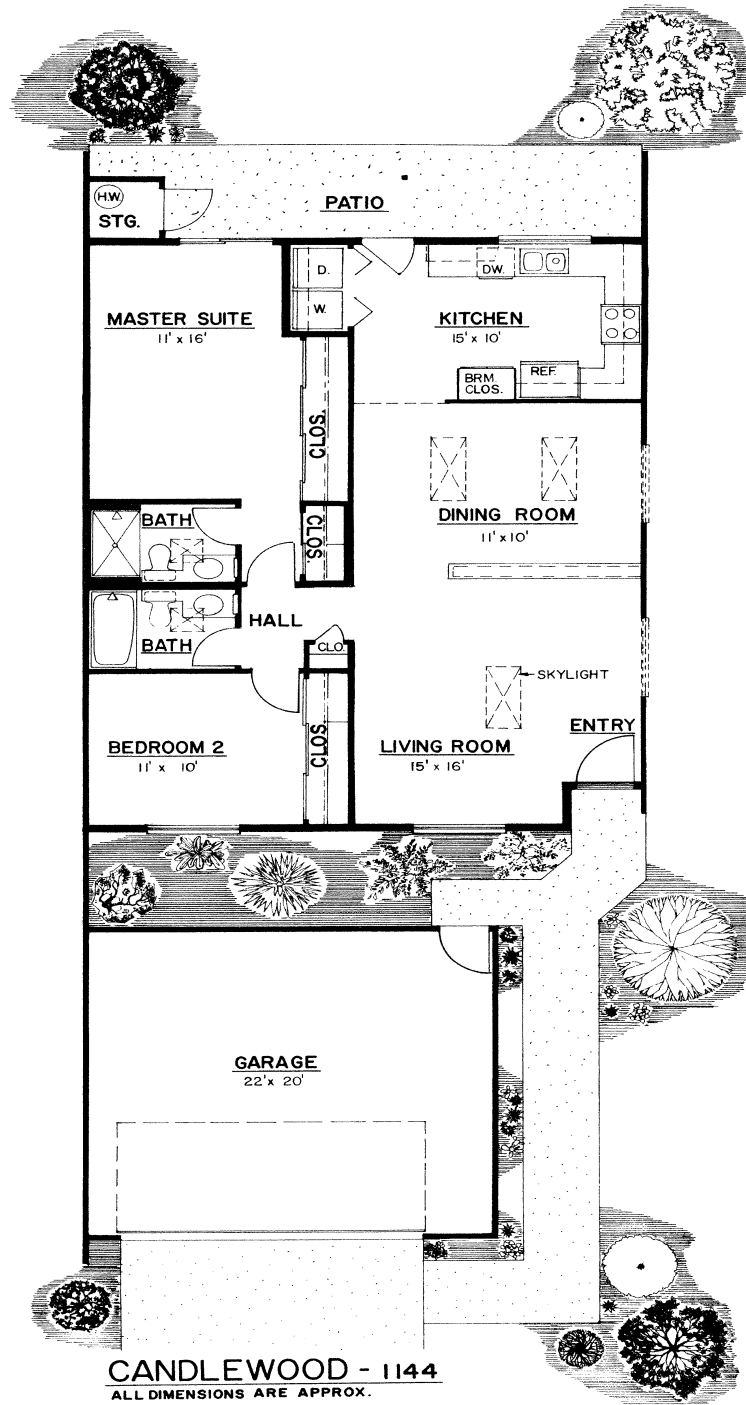 PATIO
H.W.
STG.
D.
W.
DW.
MASTER SUITE
11' x 16'
KITCHEN
15' x 10'
REF.
BRM.
CLOS.
CLOS.
DINING ROOM
11' x 10'
BATH
CLOS.
HALL
BATH
CLO.
SKYLIGHT
ENTRY
BEDROOM 2
11' x 10'
CLOS.
LIVING ROOM
15' x 16'
GARAGE
22' x 20'
CANDLEWOOD - 1144
ALL DIMENSIONS ARE APPROX.